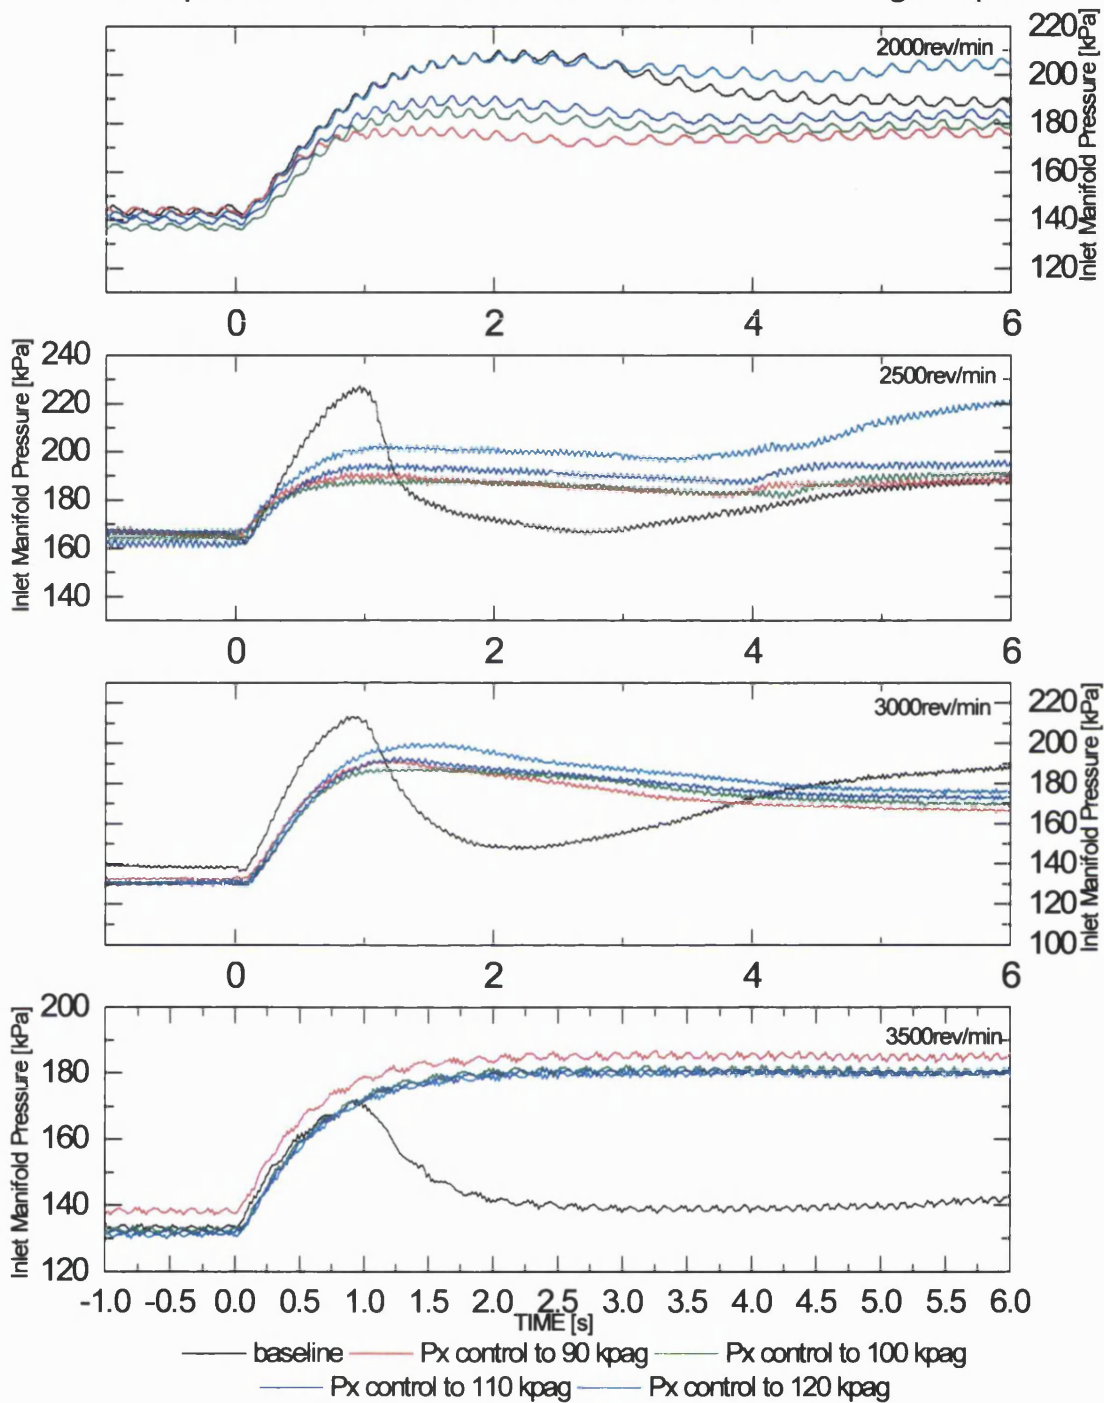 2000rev/min
220
200
180
160
140
120
Inlet Manifold Pressure [kPa]
0 2 4 6
2500rev/min
240
220
200
180
160
140
Inlet Manifold Pressure [kPa]
0 2 4 6
3000rev/min
220
200
180
160
140
120
100
Inlet Manifold Pressure [kPa]
0 2 4 6
3500rev/min
200
180
160
140
120
Inlet Manifold Pressure [kPa]
-1.0 -0.5 0.0 0.5 1.0 1.5 2.0 2.5 3.0 3.5 4.0 4.5 5.0 5.5 6.0
TIME [s]
baseline Px control to 90 kpag Px control to 100 kpag
Px control to 110 kpag Px control to 120 kpag